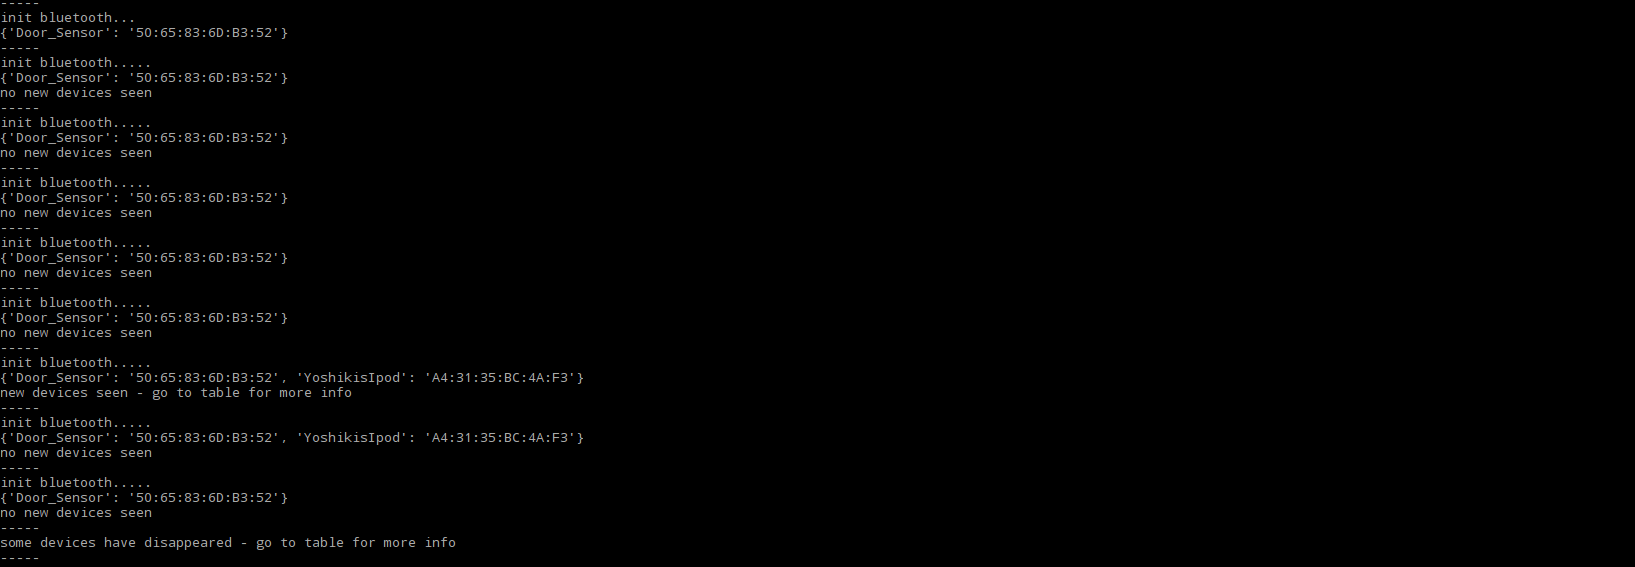 -----
init bluetooth...
{'Door_Sensor': '50:65:83:6D:B3:52'}
-----
init bluetooth.....
{'Door_Sensor': '50:65:83:6D:B3:52'}
no new devices seen
-----
init bluetooth.....
{'Door_Sensor': '50:65:83:6D:B3:52'}
no new devices seen
-----
init bluetooth.....
{'Door_Sensor': '50:65:83:6D:B3:52'}
no new devices seen
-----
init bluetooth.....
{'Door_Sensor': '50:65:83:6D:B3:52'}
no new devices seen
-----
init bluetooth.....
{'Door_Sensor': '50:65:83:6D:B3:52'}
no new devices seen
-----
init bluetooth.....
{'Door_Sensor': '50:65:83:6D:B3:52', 'YoshikisIpod': 'A4:31:35:BC:4A:F3'}
new devices seen - go to table for more info
-----
init bluetooth.....
{'Door_Sensor': '50:65:83:6D:B3:52', 'YoshikisIpod': 'A4:31:35:BC:4A:F3'}
no new devices seen
-----
init bluetooth.....
{'Door_Sensor': '50:65:83:6D:B3:52'}
no new devices seen
-----
some devices have disappeared - go to table for more info
-----